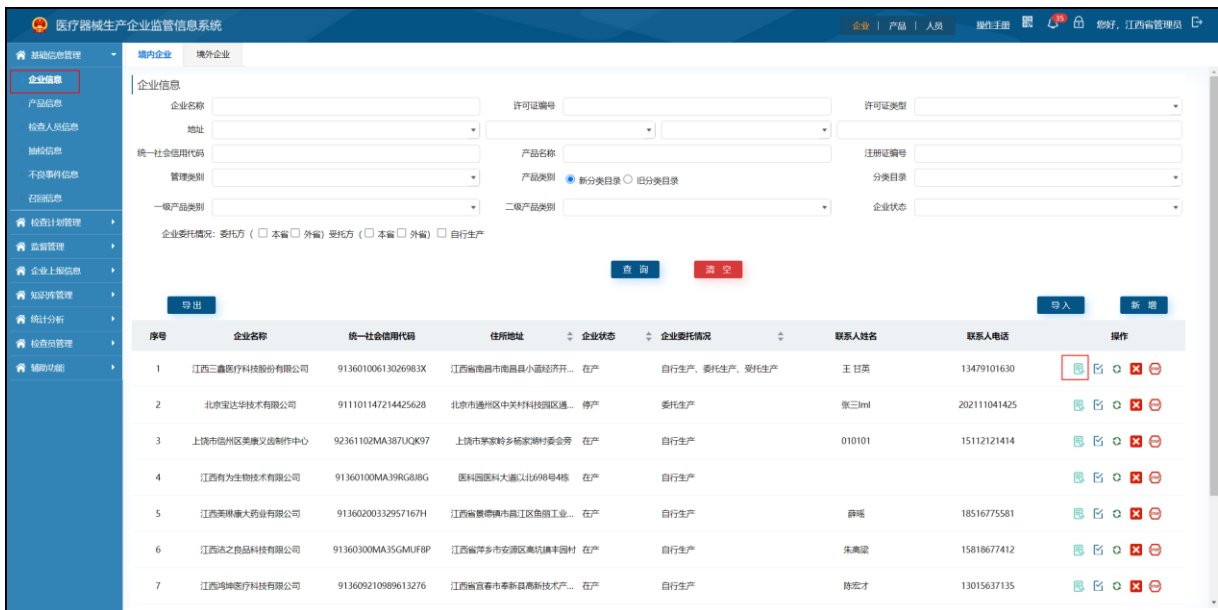 医疗器械生产企业监管信息系统
企业 | 产品 | 人员
操作手册
35
您好，江西省管理员
基础信息管理
企业信息
产品信息
检查人员信息
抽检信息
不良事件信息
召回信息
检查计划管理
监督管理
企业上报信息
知识库管理
统计分析
检查员管理
辅助功能
境内企业 境外企业
企业信息
企业名称 许可证编号 许可证类型
地址
统一社会信用代码 产品名称 注册证编号
管理类别 产品类别 新分类目录 旧分类目录 分类目录
一级产品类别 二级产品类别 企业状态
企业委托情况: 委托方 ( 本省 外省) 受托方 ( 本省 外省) 自行生产
查 询 清 空
导出 导入 新 增
序号 企业名称 统一社会信用代码 住所地址 企业状态 企业委托情况 联系人姓名 联系人电话 操作
1 江西三鑫医疗科技股份有限公司 91360100613026983X 江西省南昌市南昌县小蓝经济开... 在产 自行生产、委托生产、受托生产 王甘英 13479101630
2 北京宝达华技术有限公司 911101147214425628 北京市通州区中关村科技园区通... 停产 委托生产 张三lml 202111041425
3 上饶市信州区美康义齿制作中心 92361102MA387UQK97 上饶市茅家岭乡杨家湖村委会旁 在产 自行生产 010101 15112121414
4 江西有为生物技术有限公司 91360100MA39RG8J8G 医科园医科大道以北698号4栋 在产 自行生产
5 江西美琳康大药业有限公司 91360200332957167H 江西省景德镇市昌江区鱼丽工业... 在产 自行生产 薛瑶 18516775581
6 江西洁之良品科技有限公司 91360300MA35GMUF8P 江西省萍乡市安源区高坑镇丰园村 在产 自行生产 朱高梁 15818677412
7 江西鸿坤医疗科技有限公司 913609210989613276 江西省宜春市奉新县高新技术产... 在产 自行生产 陈宏才 13015637135